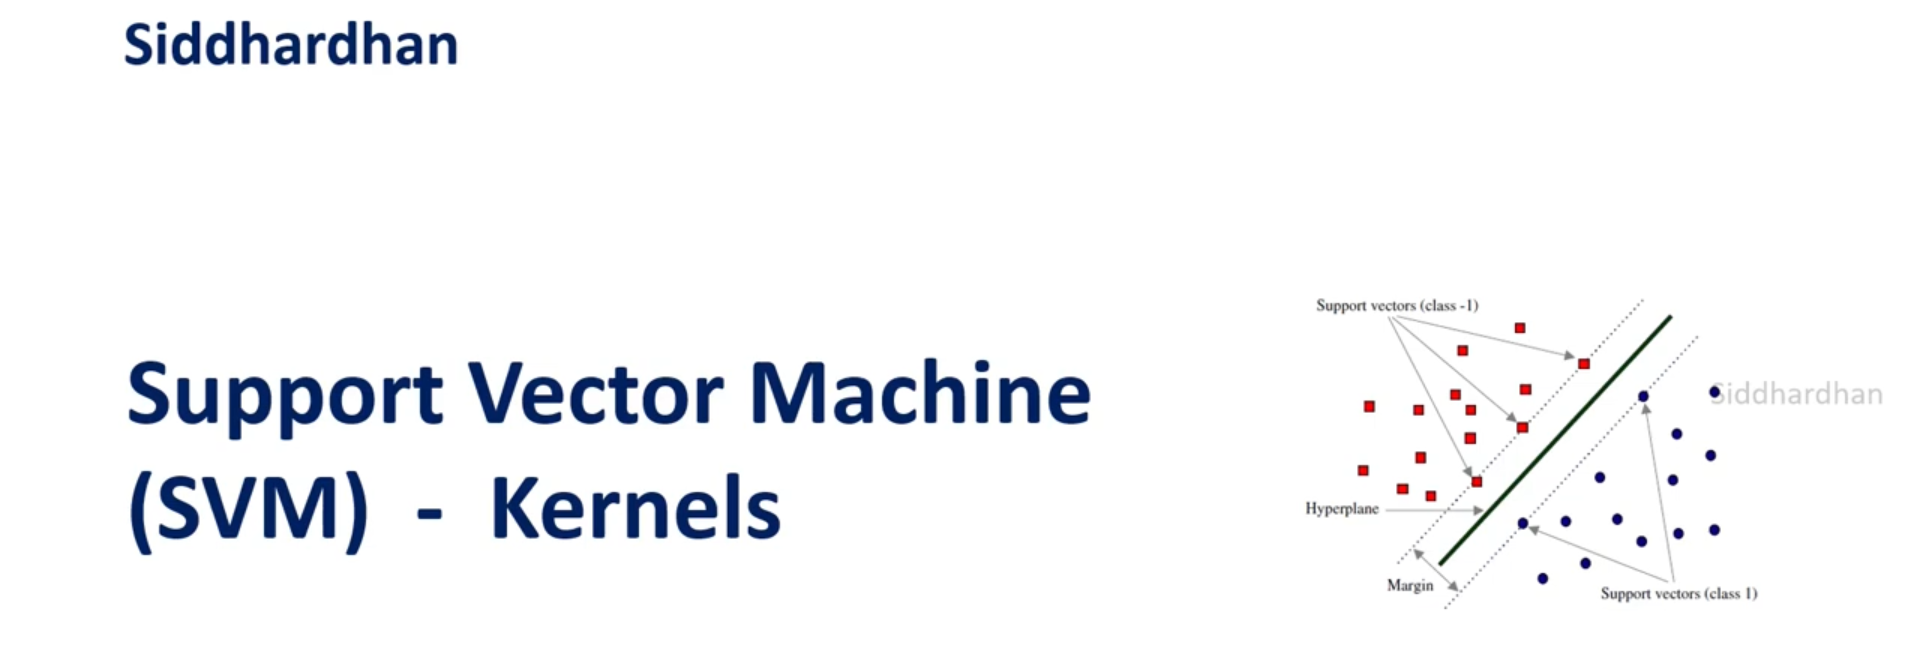 Siddhardhan
Support Vector Machine
(SVM) - Kernels
Support vectors (class -1)
Siddhardhan
Hyperplane
Margin
Support vectors (class 1)